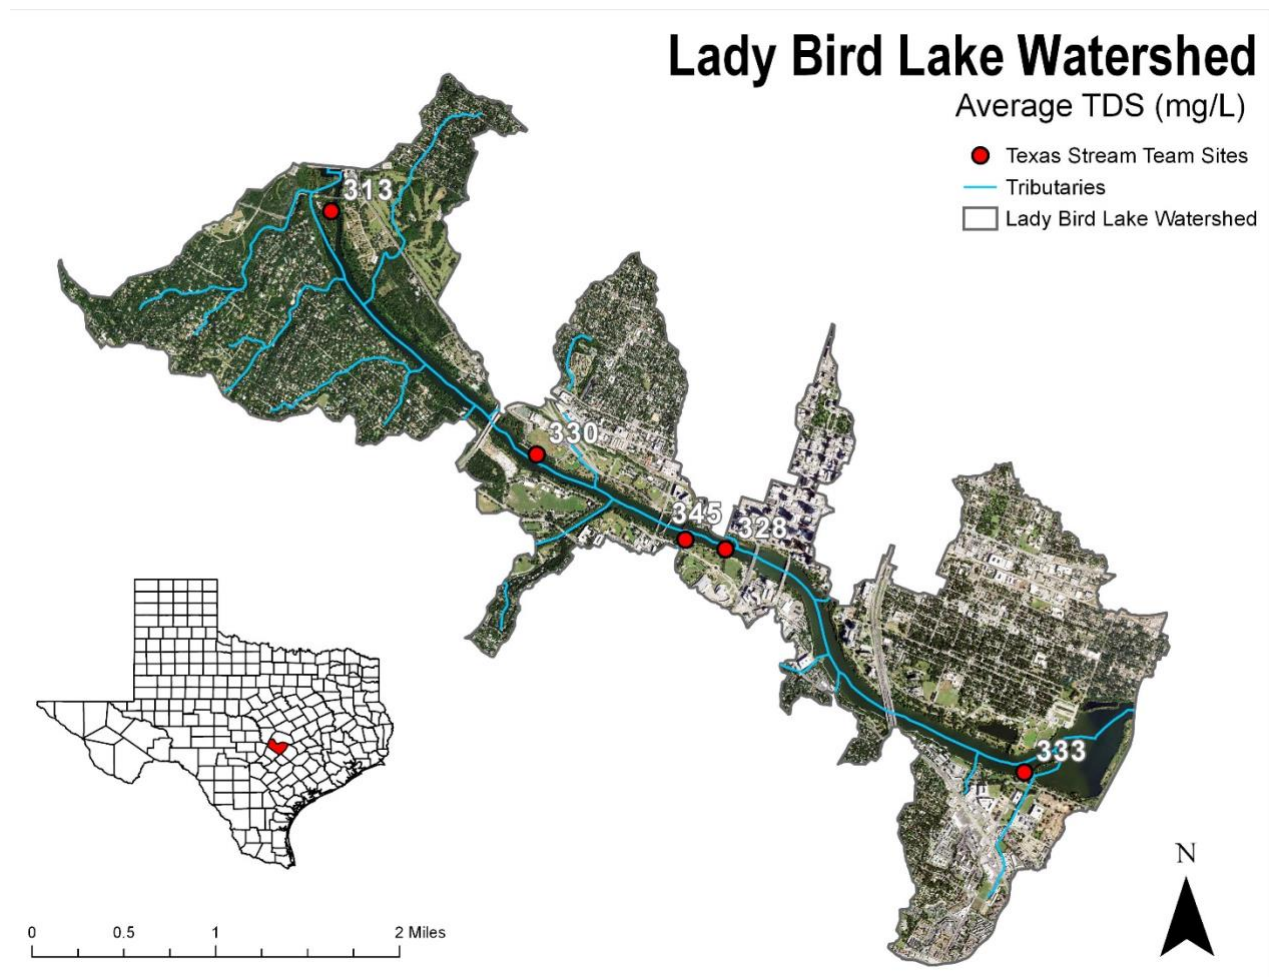 Lady Bird Lake Watershed
Average TDS (mg/L)
Texas Stream Team Sites
Tributaries
Lady Bird Lake Watershed
313
330
345
328
333
N
0 0.5 1 2 Miles